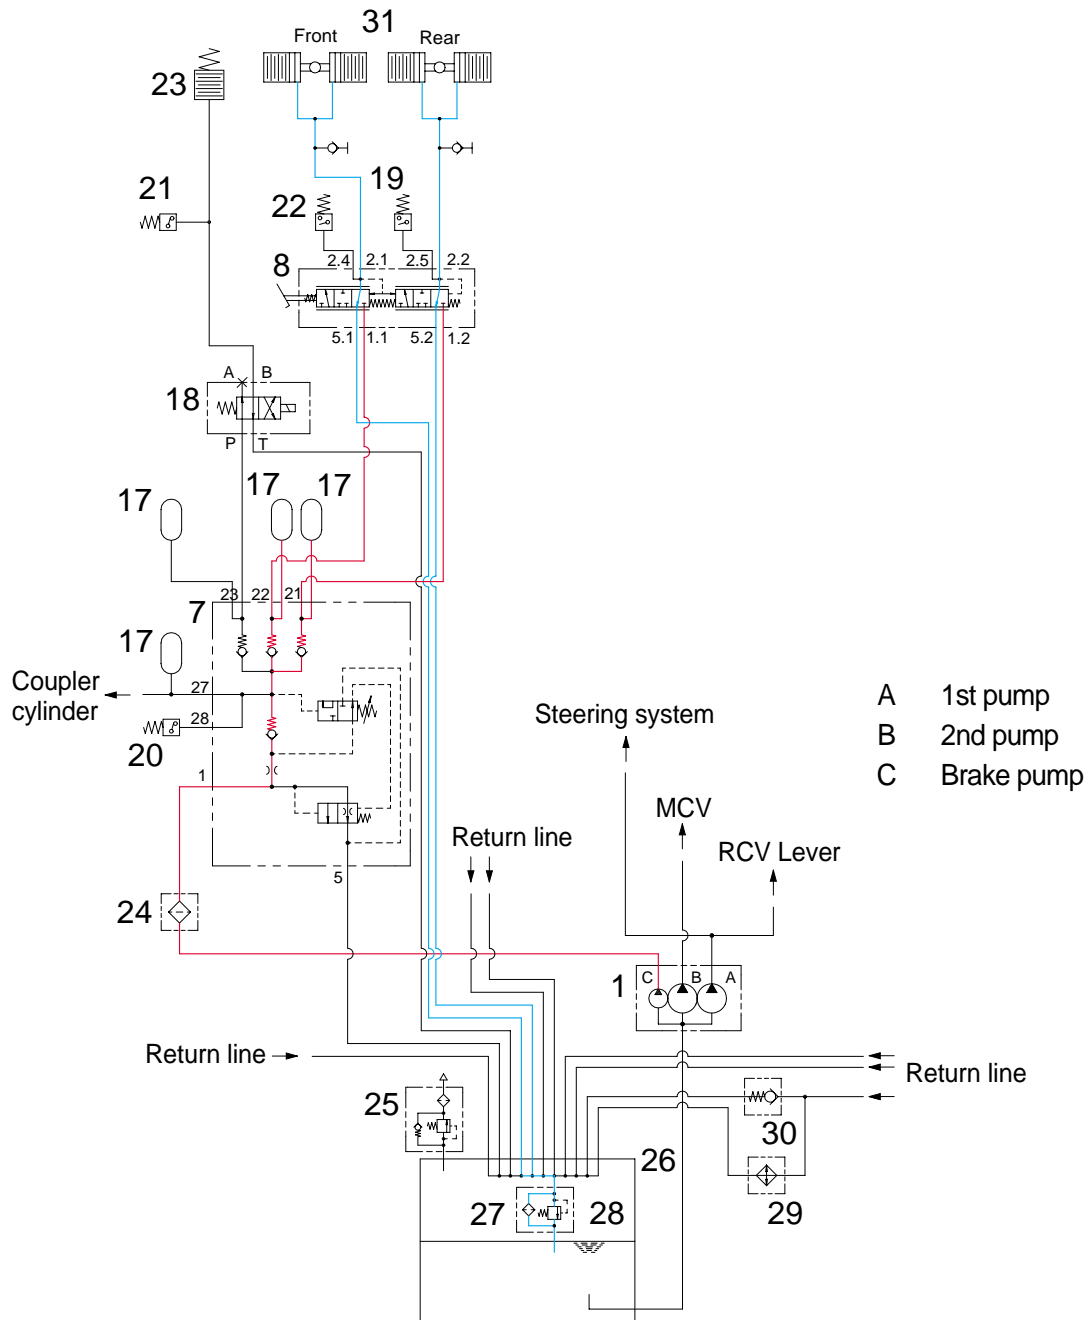 Front
31
Rear
23
21
22
19
8
2.4
2.1
2.5
2.2
5.1
1.1
5.2
1.2
A
B
18
P
T
17
17
17
23
22
21
7
17
Coupler
cylinder
27
28
20
1
5
24
Steering system
MCV
RCV Lever
A 1st pump
B 2nd pump
C Brake pump
Return line
1
C
B
A
Return line
Return line
25
26
30
27
28
29